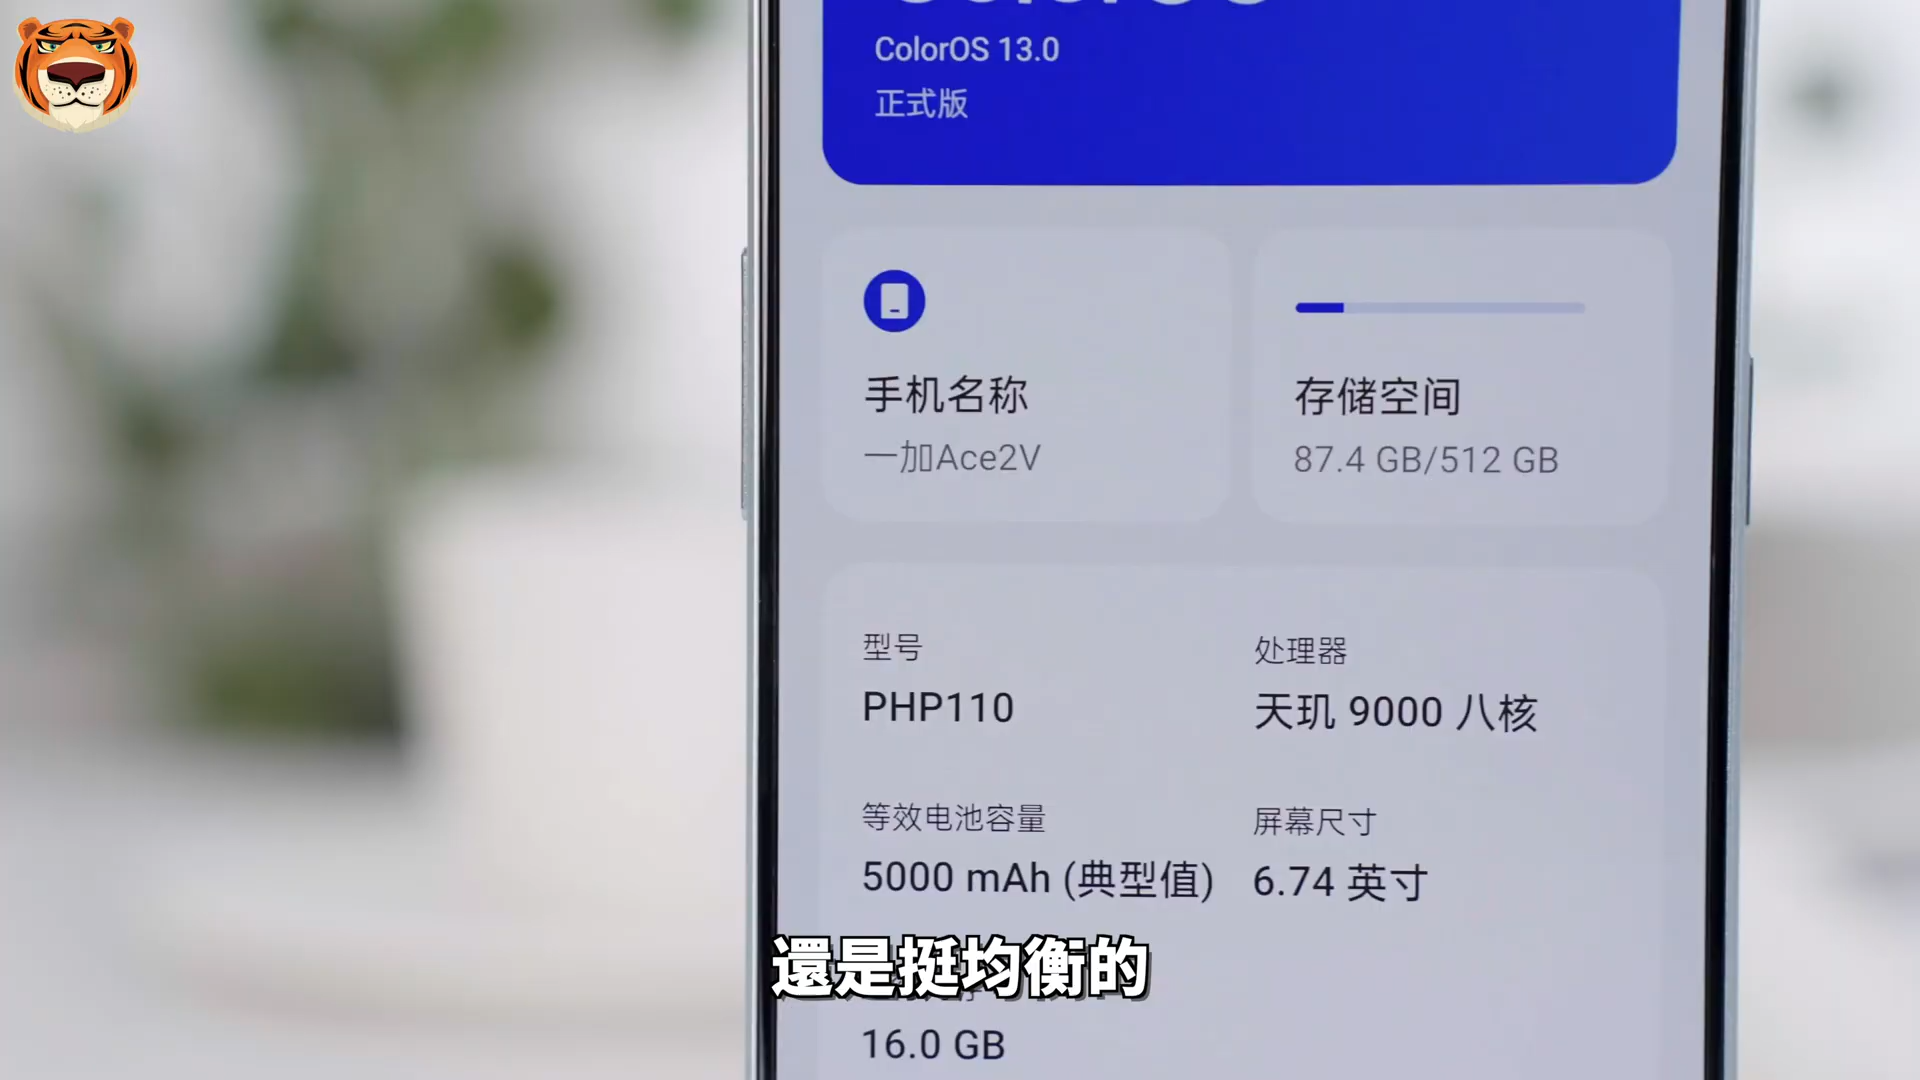 ColorOS 13.0
正式版
手机名称
一加Ace2V
存储空间
87.4 GB/512 GB
型号
PHP110
处理器
天玑 9000 八核
等效电池容量
5000 mAh (典型值)
屏幕尺寸
6.74 英寸
還是挺均衡的
16.0 GB